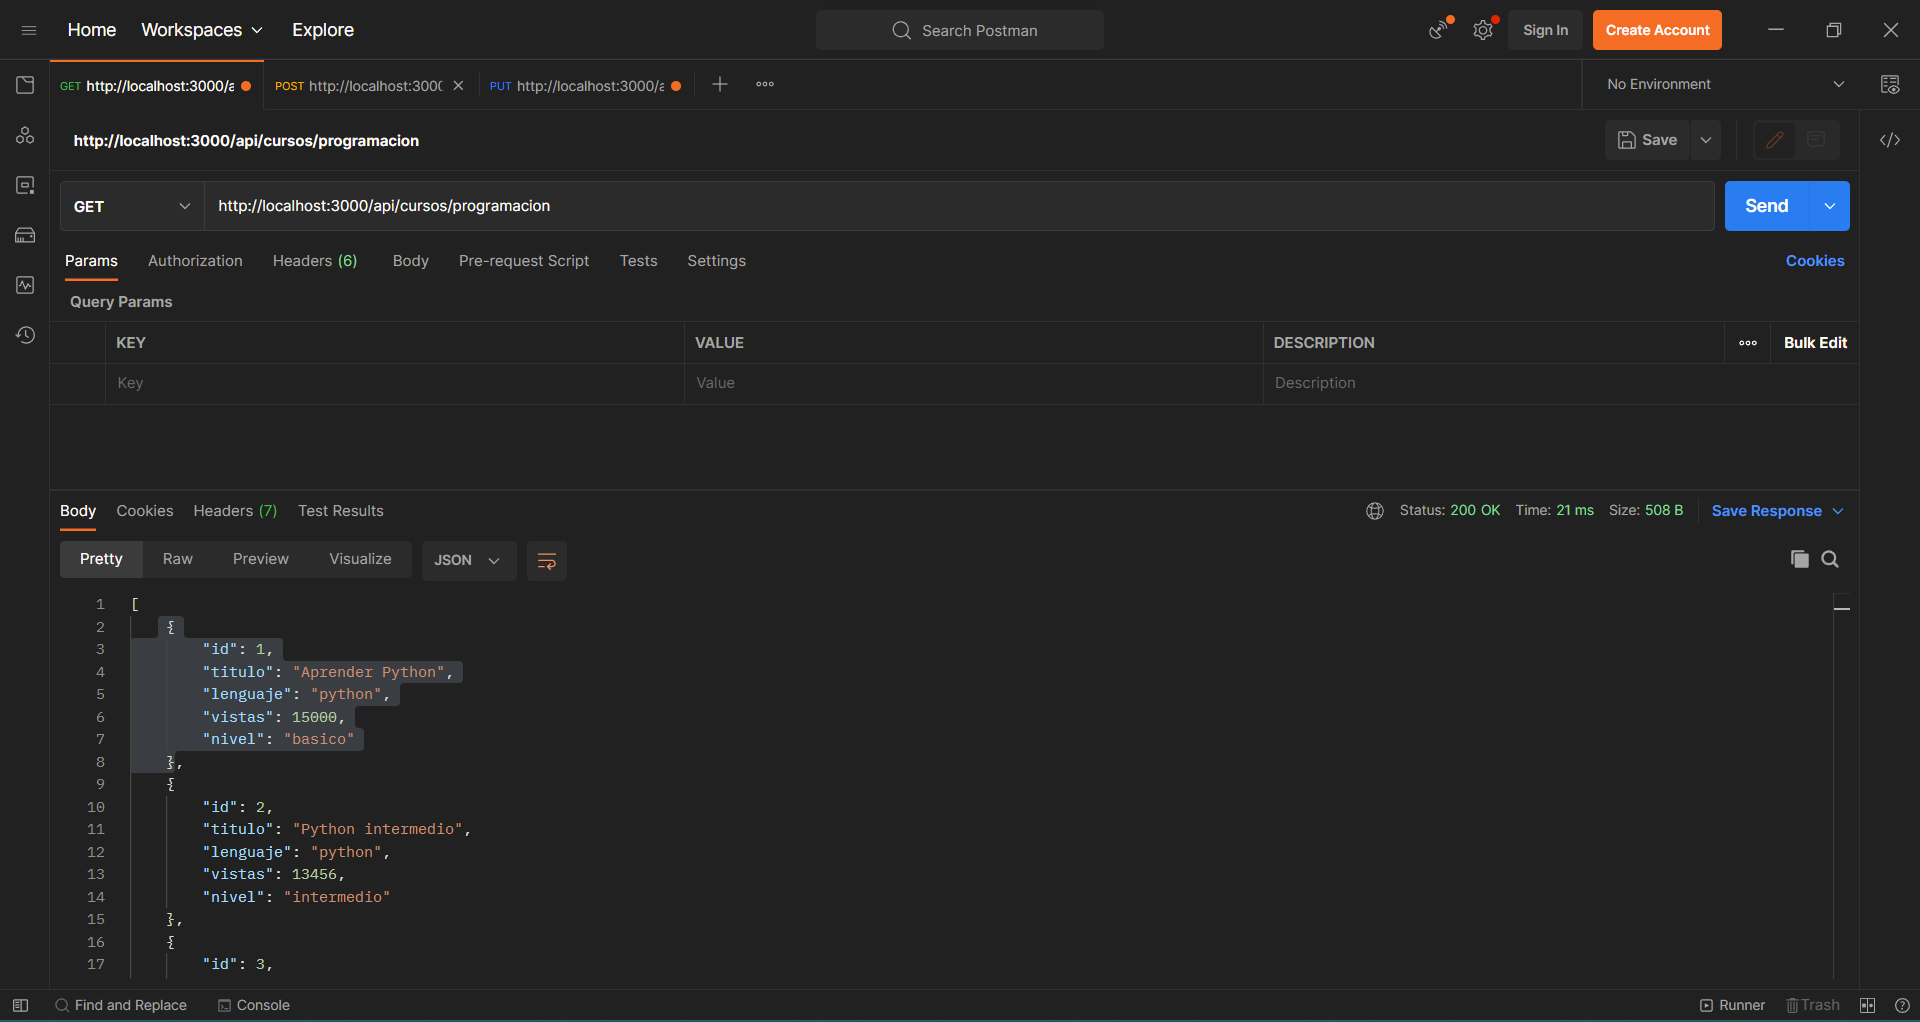 Home Workspaces Explore Search Postman Sign In Create Account
GET http://localhost:3000/a POST http://localhost:3000 PUT http://localhost:3000/a No Environment
http://localhost:3000/api/cursos/programacion Save
GET http://localhost:3000/api/cursos/programacion Send
Params Authorization Headers (6) Body Pre-request Script Tests Settings Cookies
Query Params
KEY VALUE DESCRIPTION Bulk Edit
Key Value Description
Body Cookies Headers (7) Test Results Status: 200 OK Time: 21 ms Size: 508 B Save Response
Pretty Raw Preview Visualize JSON
1 [
2 {
3 "id": 1,
4 "titulo": "Aprender Python",
5 "lenguaje": "python",
6 "vistas": 15000,
7 "nivel": "basico"
8 },
9 {
10 "id": 2,
11 "titulo": "Python intermedio",
12 "lenguaje": "python",
13 "vistas": 13456,
14 "nivel": "intermedio"
15 },
16 {
17 "id": 3,
Find and Replace Console Runner Trash